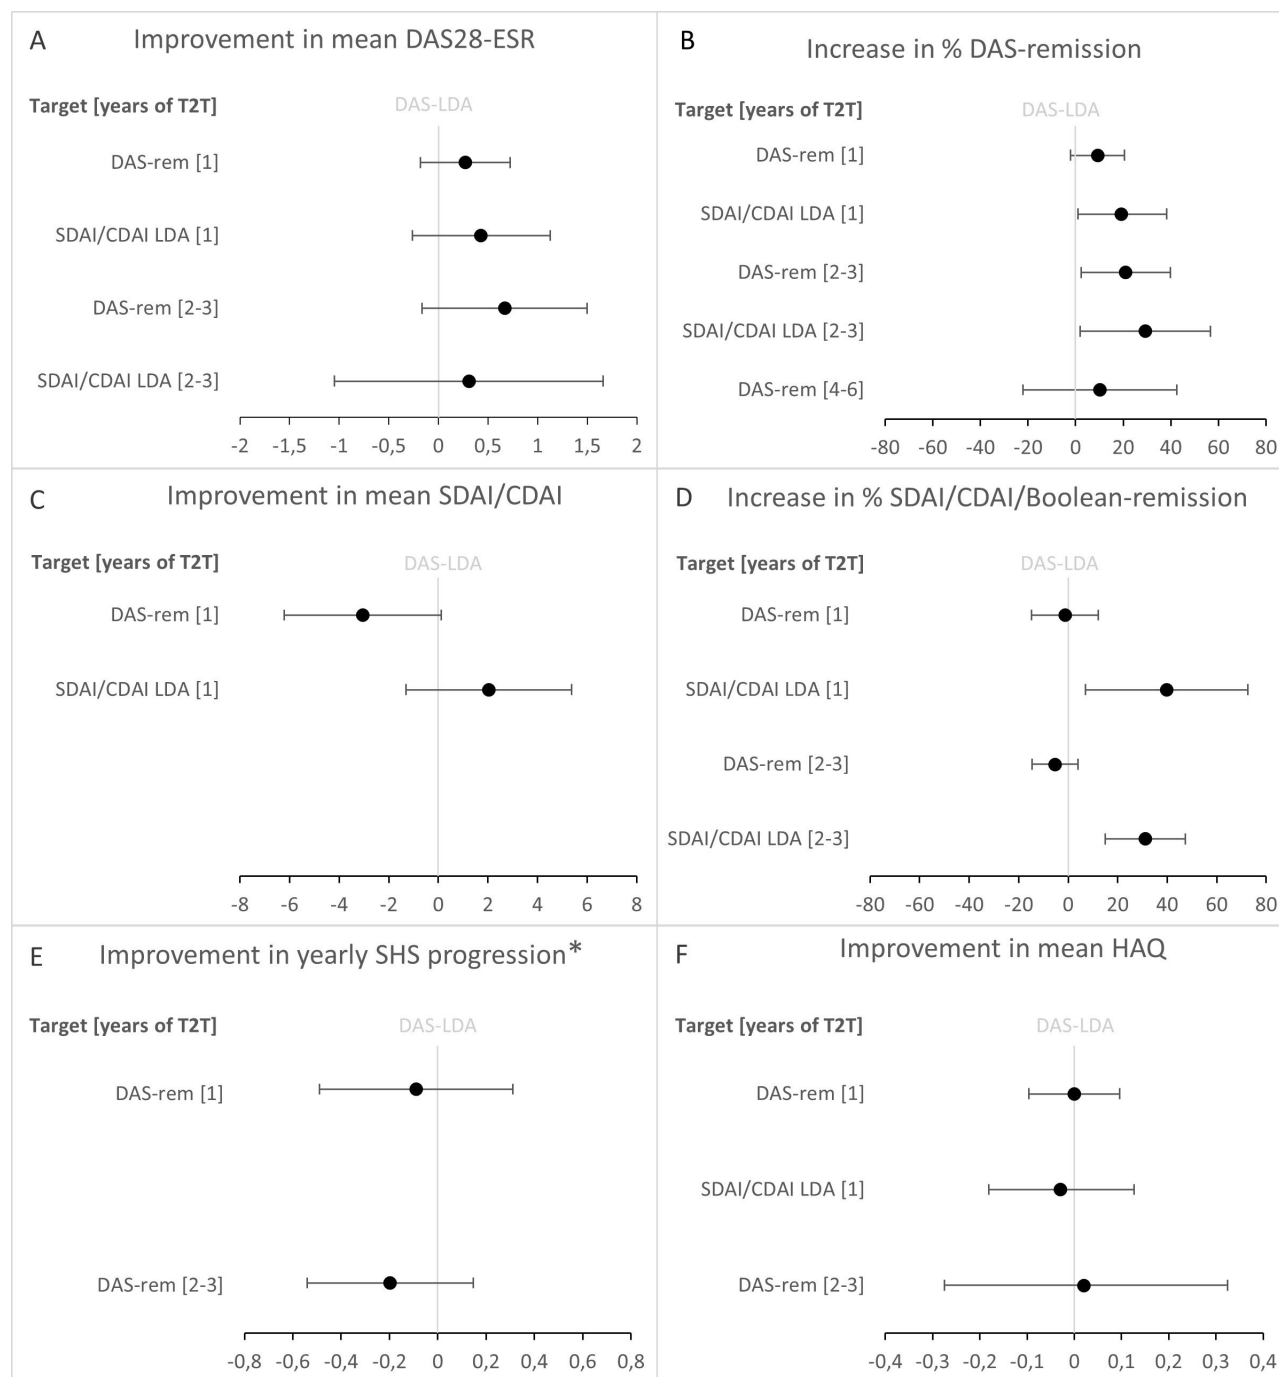 A
Improvement in mean DAS28-ESR
Target [years of T2T]
DAS-LDA
DAS-rem [1]
SDAI/CDAI LDA [1]
DAS-rem [2-3]
SDAI/CDAI LDA [2-3]
-2 -1,5 -1 -0,5 0 0,5 1 1,5 2
B
Increase in % DAS-remission
Target [years of T2T]
DAS-LDA
DAS-rem [1]
SDAI/CDAI LDA [1]
DAS-rem [2-3]
SDAI/CDAI LDA [2-3]
DAS-rem [4-6]
-80 -60 -40 -20 0 20 40 60 80
C
Improvement in mean SDAI/CDAI
Target [years of T2T]
DAS-LDA
DAS-rem [1]
SDAI/CDAI LDA [1]
-8 -6 -4 -2 0 2 4 6 8
D
Increase in % SDAI/CDAI/Boolean-remission
Target [years of T2T]
DAS-LDA
DAS-rem [1]
SDAI/CDAI LDA [1]
DAS-rem [2-3]
SDAI/CDAI LDA [2-3]
-80 -60 -40 -20 0 20 40 60 80
E
Improvement in yearly SHS progression*
Target [years of T2T]
DAS-LDA
DAS-rem [1]
DAS-rem [2-3]
-0,8 -0,6 -0,4 -0,2 0 0,2 0,4 0,6 0,8
F
Improvement in mean HAQ
Target [years of T2T]
DAS-LDA
DAS-rem [1]
SDAI/CDAI LDA [1]
DAS-rem [2-3]
-0,4 -0,3 -0,2 -0,1 0 0,1 0,2 0,3 0,4